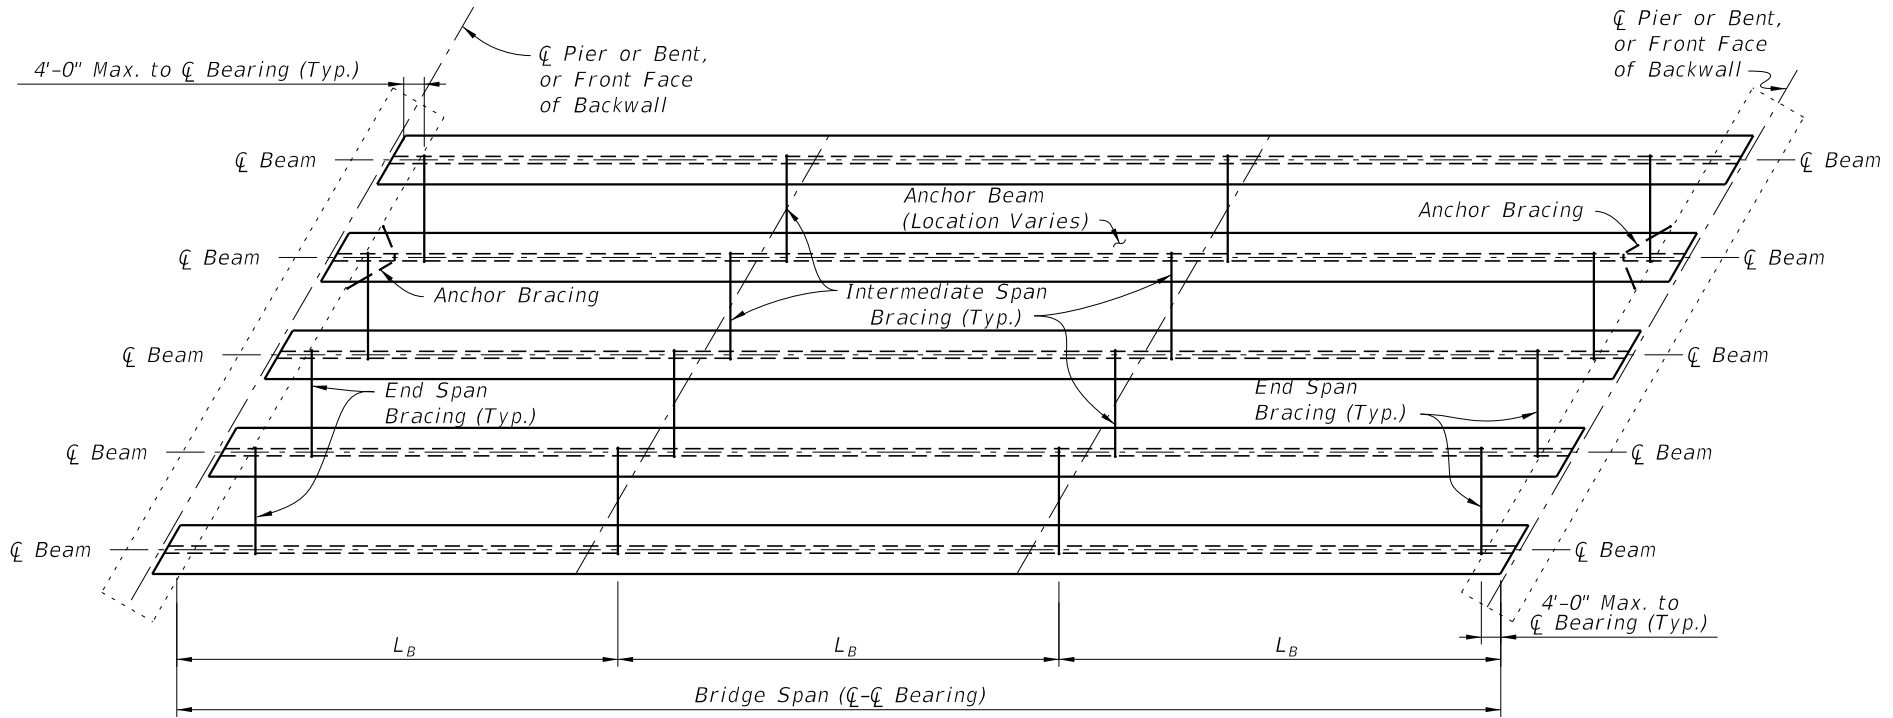 ℄ Pier or Bent,
or Front Face
of Backwall
℄ Pier or Bent,
or Front Face
of Backwall
4'-0" Max. to ℄ Bearing (Typ.)
℄ Beam
℄ Beam
Anchor Beam
(Location Varies)
Anchor Bracing
℄ Beam
℄ Beam
Anchor Bracing
Intermediate Span
Bracing (Typ.)
℄ Beam
℄ Beam
End Span
Bracing (Typ.)
End Span
Bracing (Typ.)
℄ Beam
℄ Beam
℄ Beam
℄ Beam
4'-0" Max. to
℄ Bearing (Typ.)
LB
LB
LB
Bridge Span (℄-℄ Bearing)